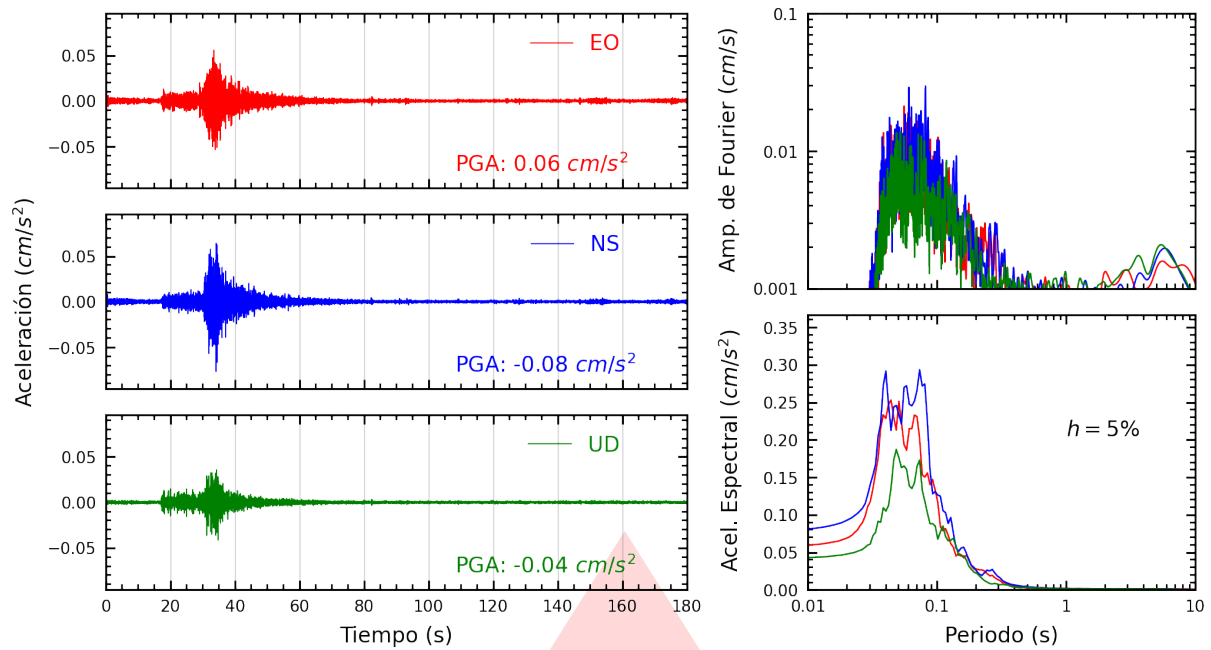 Aceleración (cm/s²)
0.05
0.00
−0.05
EO
PGA: 0.06 cm/s²
0.05
0.00
−0.05
NS
PGA: -0.08 cm/s²
0.05
0.00
−0.05
UD
PGA: -0.04 cm/s²
0 20 40 60 80 100 120 140 160 180
Tiempo (s)
Amp. de Fourier (cm/s)
0.1
0.01
0.001
Acel. Espectral (cm/s²)
0.35
0.30
0.25
0.20
0.15
0.10
0.05
0.00
h = 5%
0.01 0.1 1 10
Periodo (s)